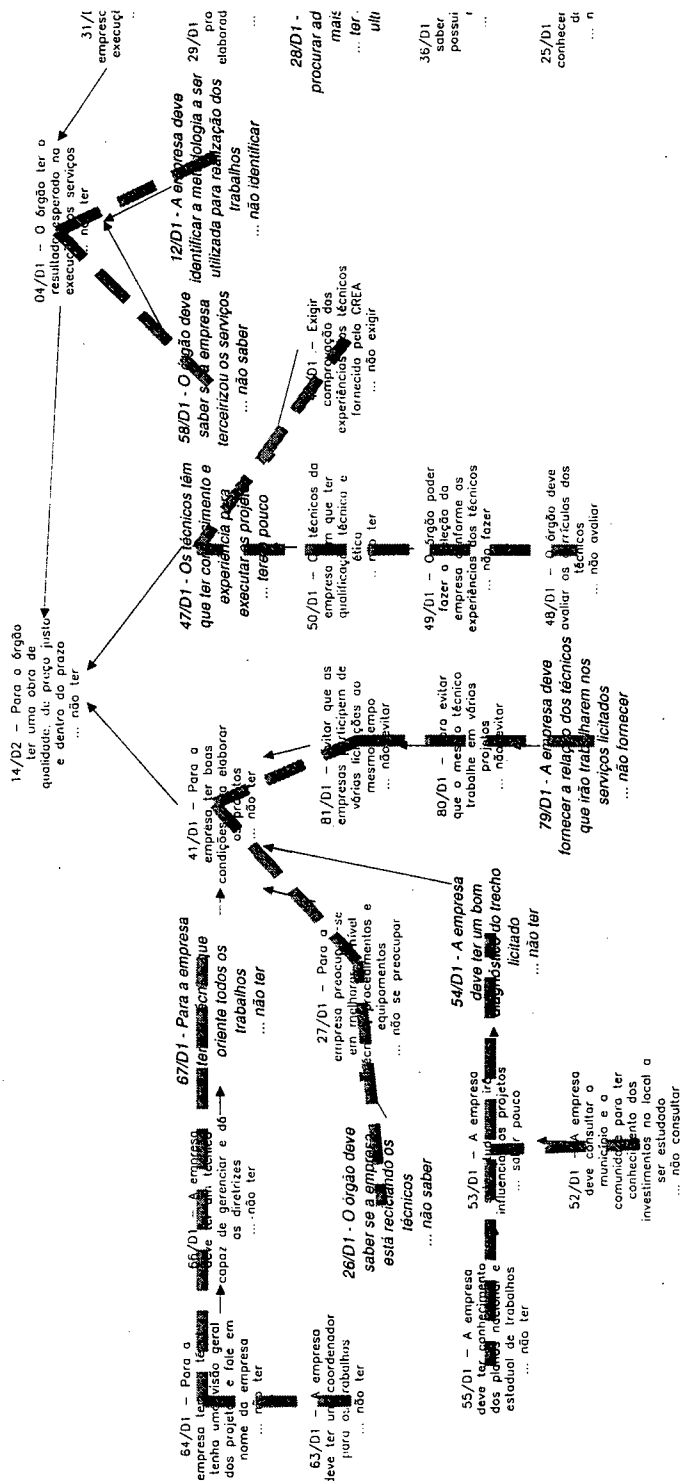 14/D2 – Para o órgão
ter uma obra de
qualidade, de preço justo
e dentro do prazo
... não ter
04/D1 – O órgão ter o
resultado esperado na
execução dos serviços
... não ter
31/
empresa
execuçã
12/D1 - A empresa deve
identificar a metodologia a ser
utilizada para realização dos
trabalhos
... não identificar
58/D1 - O órgão deve
saber se a empresa
terceirizou os serviços
... não saber
29/D1
pro
elaborad
...
28/D1 -
procurar ad
mais
... ter
36/D1
saber
possui
...
25/D1
conhecer
... n
41/D1 – Para a
empresa ter boas
condições para elaborar
os projetos
... não ter
47/D1 - Os técnicos têm
que ter conhecimento e
experiência para
executar os projetos
... terem pouco
/D1 – Exigir
comprovação das
experiências dos técnicos
fornecida pelo CREA
... não exigir
50/D1 – Os técnicos da
empresa tem que ter
qualificação técnica e
ética
... não ter
49/D1 – O órgão poder
fazer a seleção da
empresa conforme as
experiências dos técnicos
... não fazer
48/D1 – O órgão deve
avaliar os currículos dos
técnicos
... não avaliar
81/D1 – Evitar que as
empresas participem de
várias licitações ao
mesmo tempo
... não evitar
80/D1 – Para evitar
que o mesmo técnico
trabalhe em vários
projetos
... não evitar
79/D1 - A empresa deve
fornecer a relação dos técnicos
que irão trabalharem nos
serviços licitados
... não fornecer
67/D1 - Para a empresa
ter técnico que
oriente todos os
trabalhos
... não ter
66/D1 – A empresa
deve ter um técnico
capaz de gerenciar e dá
as diretrizes
... não ter
64/D1 – Para a
empresa ter técnico
tenha uma visão geral
dos projetos e fale em
nome da empresa
... não ter
63/D1 – A empresa
deve ter um coordenador
para os trabalhos
... não ter
27/D1 – Para a
empresa preocupar-se
em melhorar nível
técnico, procedimentos e
equipamentos
... não se preocupar
26/D1 - O órgão deve
saber se a empresa
está reciclando os
técnicos
... não saber
54/D1 - A empresa
deve ter um bom
diagnóstico do trecho
licitado
... não ter
53/D1 – A empresa
irá
influenciar os projetos
... saber pouco
55/D1 – A empresa
deve ter conhecimento
dos planos nacional e
estadual de trabalhos
... não ter
52/D1 – A empresa
deve consultar o
município e a
comunidade para ter
conhecimento dos
investimentos no local a
ser estudado
... não consultar